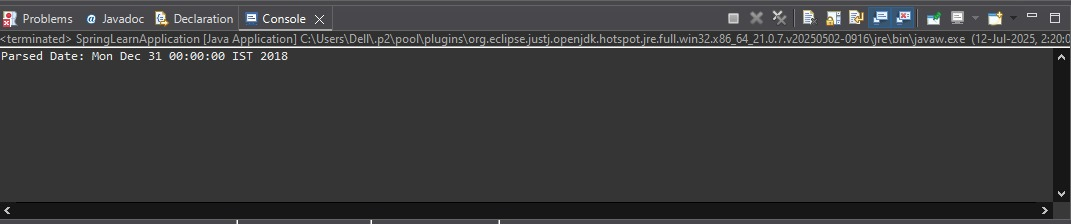 Problems Javadoc Declaration Console
<terminated> SpringLearnApplication [Java Application] C:\Users\Dell\.p2\pool\plugins\org.eclipse.justj.openjdk.hotspot.jre.full.win32.x86_64_21.0.7.v20250502-0916\jre\bin\javaw.exe (12-Jul-2025, 2:20:0
Parsed Date: Mon Dec 31 00:00:00 IST 2018